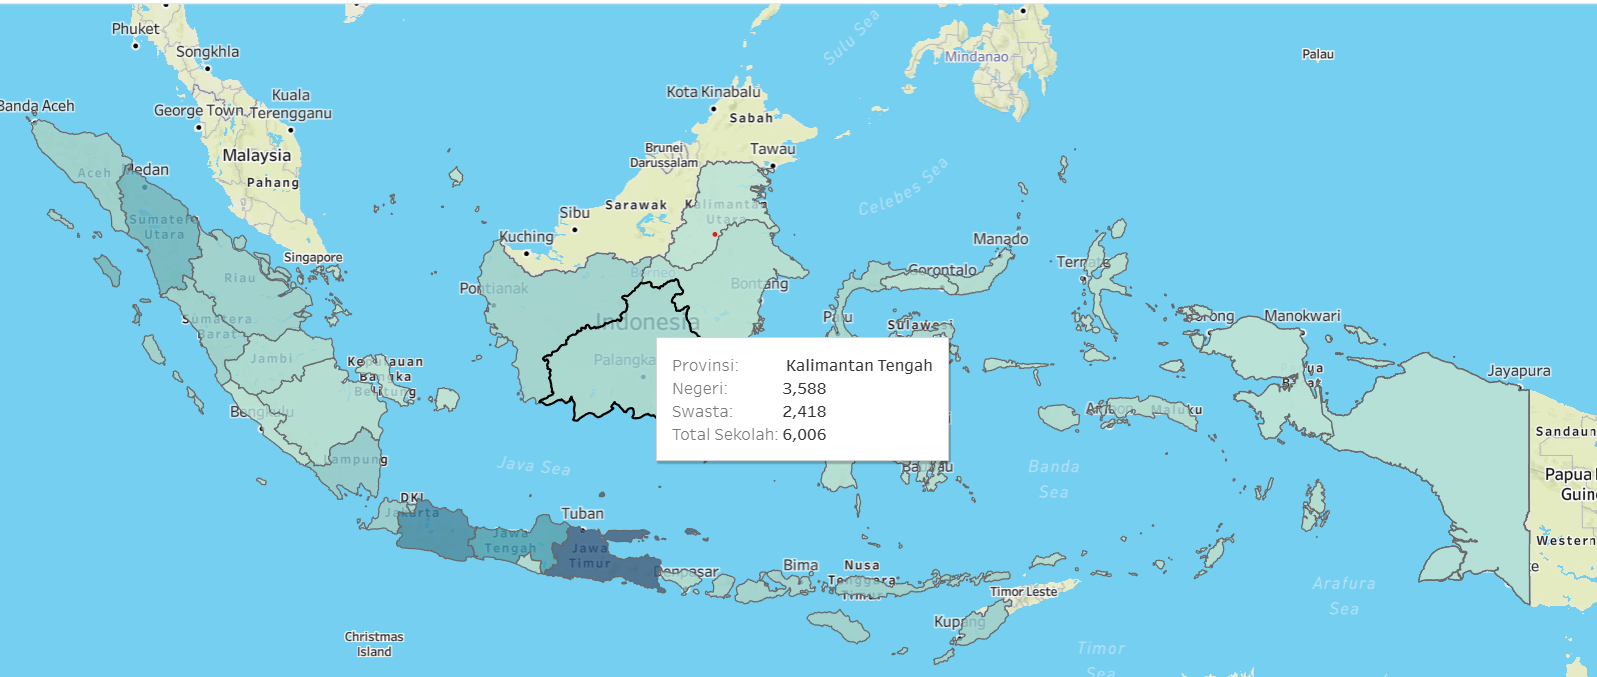 Phuket
Songkhla
Banda Aceh
George Town
Kuala
Terengganu
Malaysia
Pahang
Aceh
Medan
Sumatera
Utara
Singapore
Riau
Sumatera
Barat
Jambi
Kepulauan
Bangka
Belitung
Bengkulu
Lampung
DKI
Jakarta
Jawa
Tengah
Tuban
Jawa
Timur
Denpasar
Christmas
Island
Java Sea
Kota Kinabalu
Sabah
Brunei
Darussalam
Tawau
Sarawak
Sibu
Kuching
Kalimantan
Utara
Borneo
Pontianak
Bontang
Indonesia
Palangka
Provinsi: Kalimantan Tengah
Negeri: 3,588
Swasta: 2,418
Total Sekolah: 6,006
Sulu Sea
Mindanao
Palau
Celebes Sea
Manado
Gorontalo
Ternate
Palu
Sulawesi
Sorong
Manokwari
Papua
Barat
Jayapura
Ambon
Maluku
Baubau
Banda
Sea
Bima
Nusa
Tenggara
Timur
Timor Leste
Kupang
Timor
Sea
Arafura
Sea
Sandaun
Papua
Guin
Western